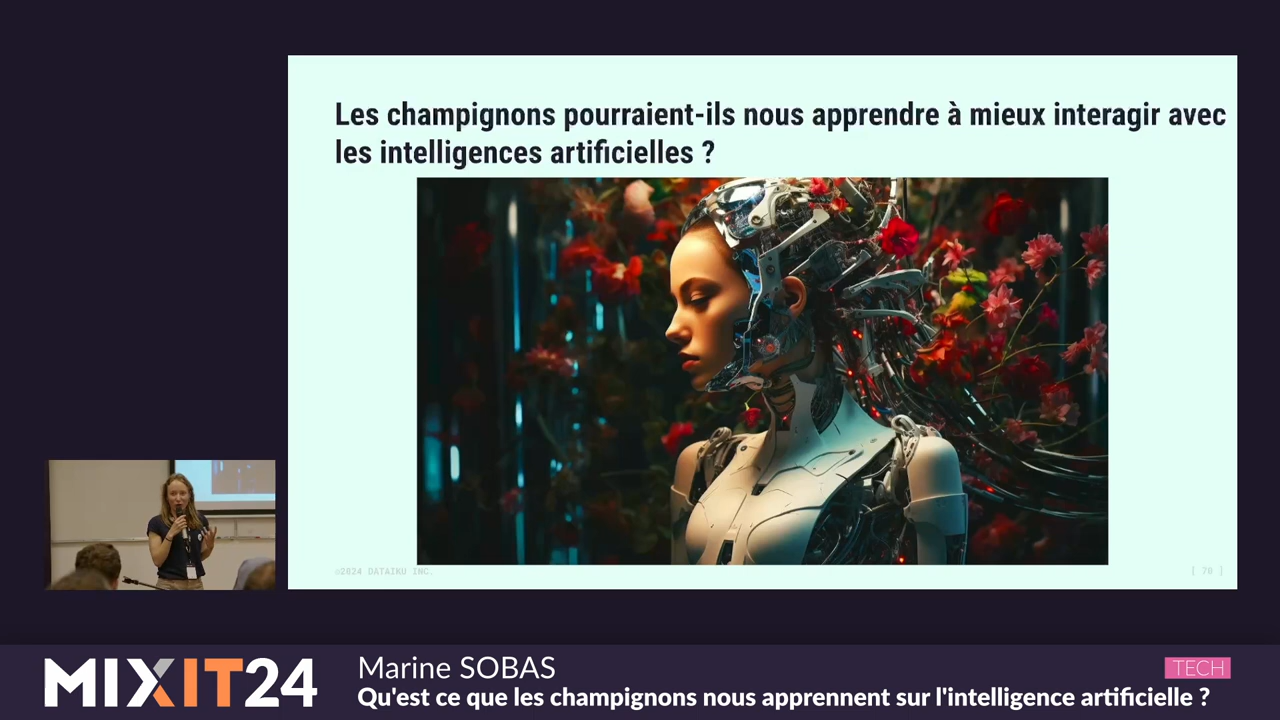 Les champignons pourraient-ils nous apprendre à mieux interagir avec
les intelligences artificielles ?
©2024 DATAIKU INC.
[ 70 ]
MIXIT24
Marine SOBAS
TECH
Qu'est ce que les champignons nous apprennent sur l'intelligence artificielle ?